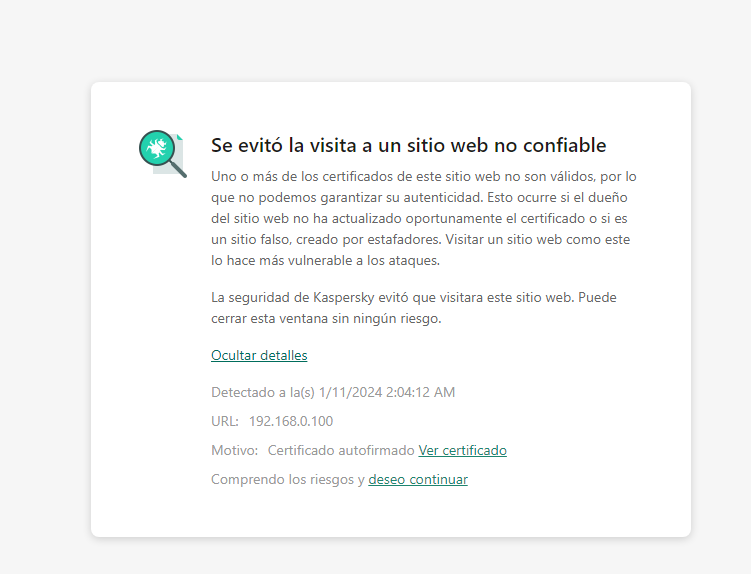 Se evitó la visita a un sitio web no confiable
Uno o más de los certificados de este sitio web no son válidos, por lo
que no podemos garantizar su autenticidad. Esto ocurre si el dueño
del sitio web no ha actualizado oportunamente el certificado o si es
un sitio falso, creado por estafadores. Visitar un sitio web como este
lo hace más vulnerable a los ataques.
La seguridad de Kaspersky evitó que visitara este sitio web. Puede
cerrar esta ventana sin ningún riesgo.
Ocultar detalles
Detectado a la(s) 1/11/2024 2:04:12 AM
URL: 192.168.0.100
Motivo: Certificado autofirmado Ver certificado
Comprendo los riesgos y deseo continuar